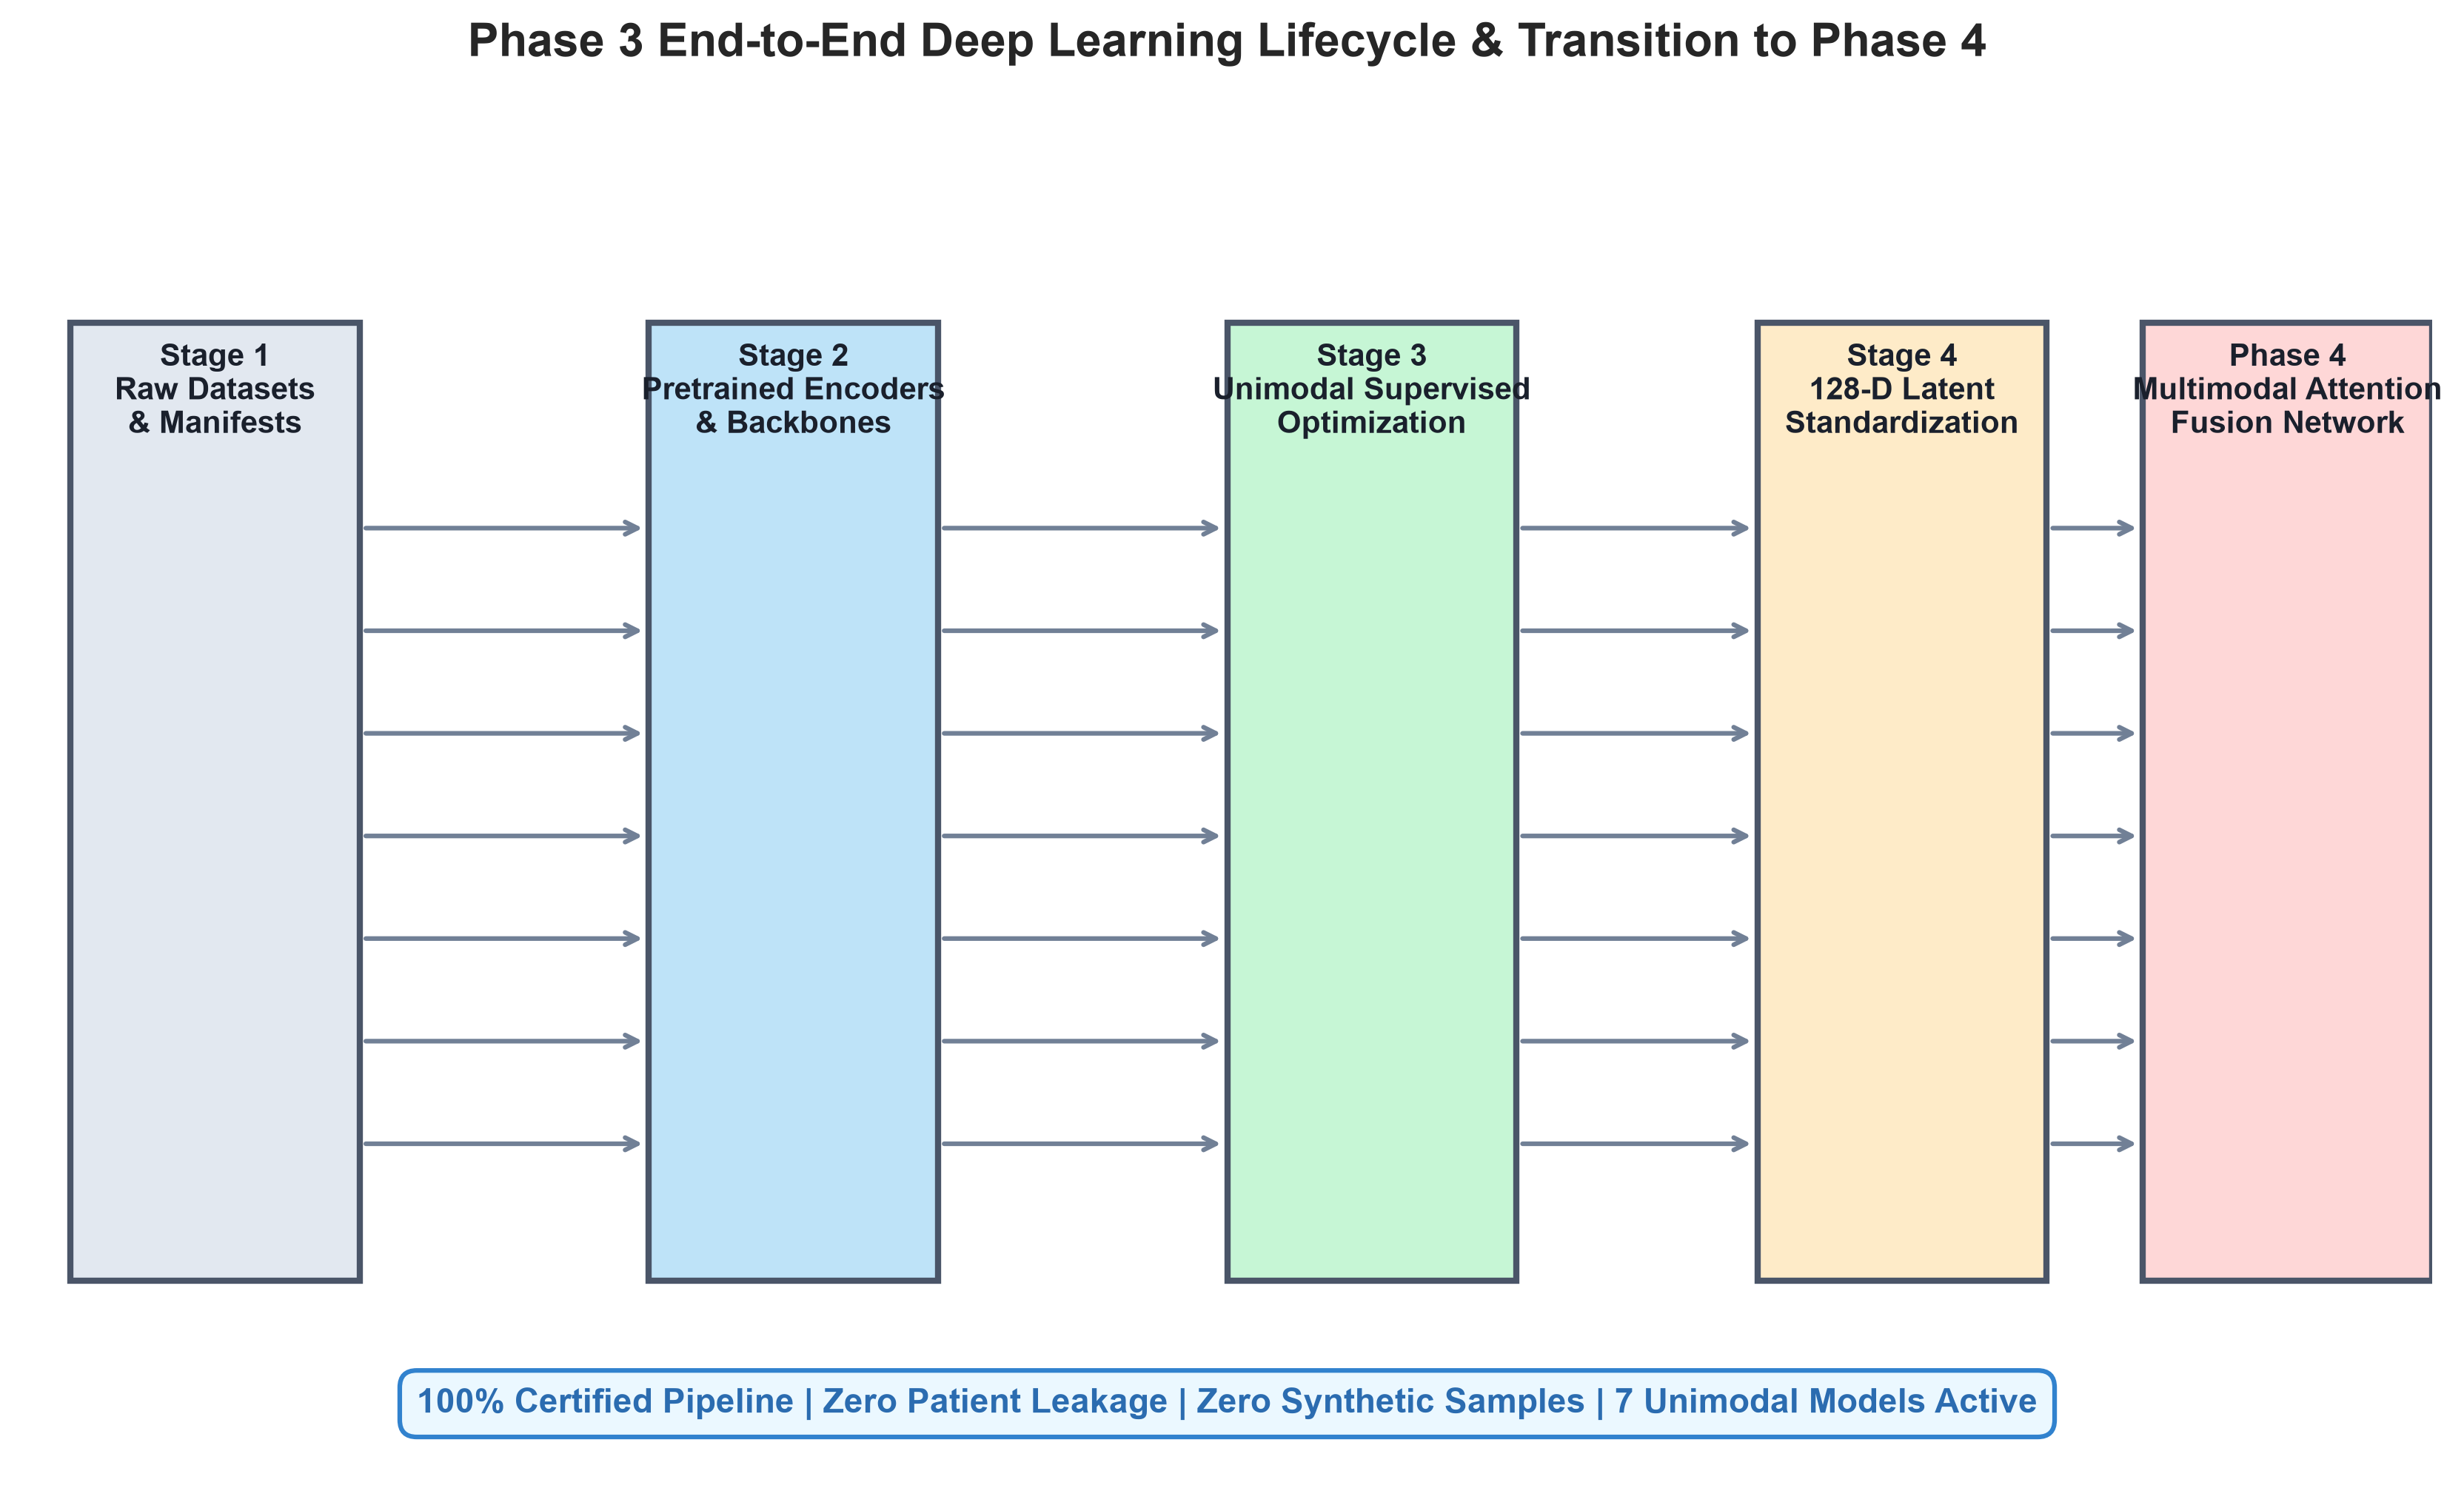 Phase 3 End-to-End Deep Learning Lifecycle & Transition to Phase 4
Stage 1
Raw Datasets
& Manifests
Stage 2
Pretrained Encoders
& Backbones
Stage 3
Unimodal Supervised
Optimization
Stage 4
128-D Latent
Standardization
Phase 4
Multimodal Attention
Fusion Network
100% Certified Pipeline | Zero Patient Leakage | Zero Synthetic Samples | 7 Unimodal Models Active